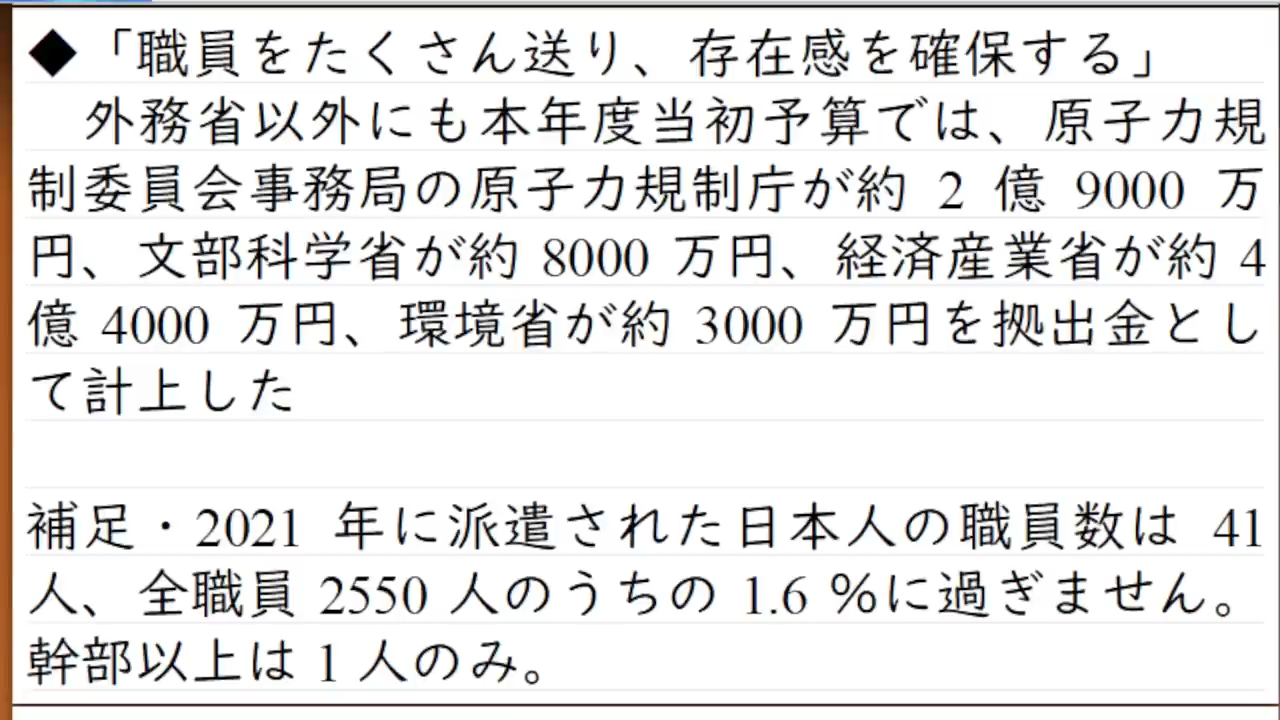 ◆「職員をたくさん送り、存在感を確保する」
外務省以外にも本年度当初予算では、原子力規
制委員会事務局の原子力規制庁が約 2 億 9000 万
円、文部科学省が約 8000 万円、経済産業省が約 4
億 4000 万円、環境省が約 3000 万円を拠出金とし
て計上した
補足・2021 年に派遣された日本人の職員数は 41
人、全職員 2550 人のうちの 1.6 %に過ぎません。
幹部以上は 1 人のみ。